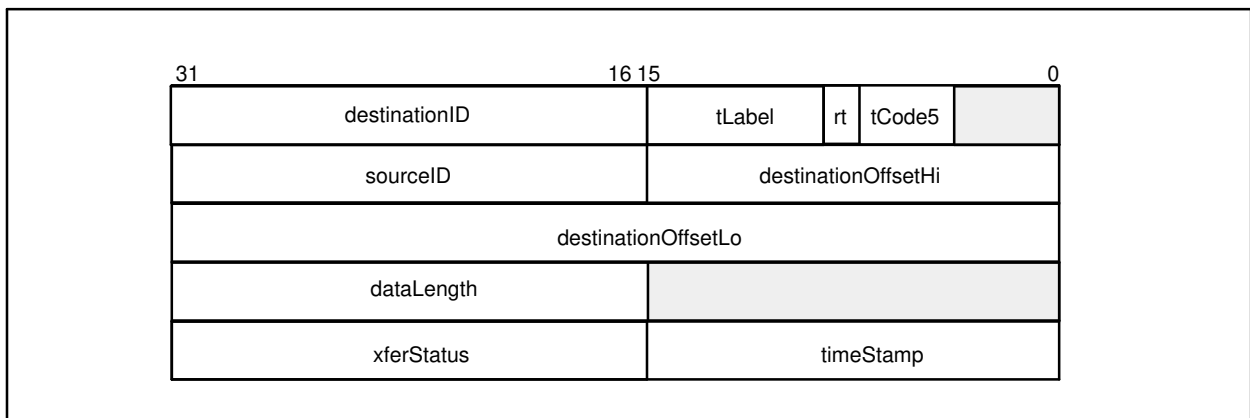 31 16 15 0
destinationID tLabel rt tCode5
sourceID destinationOffsetHi
destinationOffsetLo
dataLength
xferStatus timeStamp